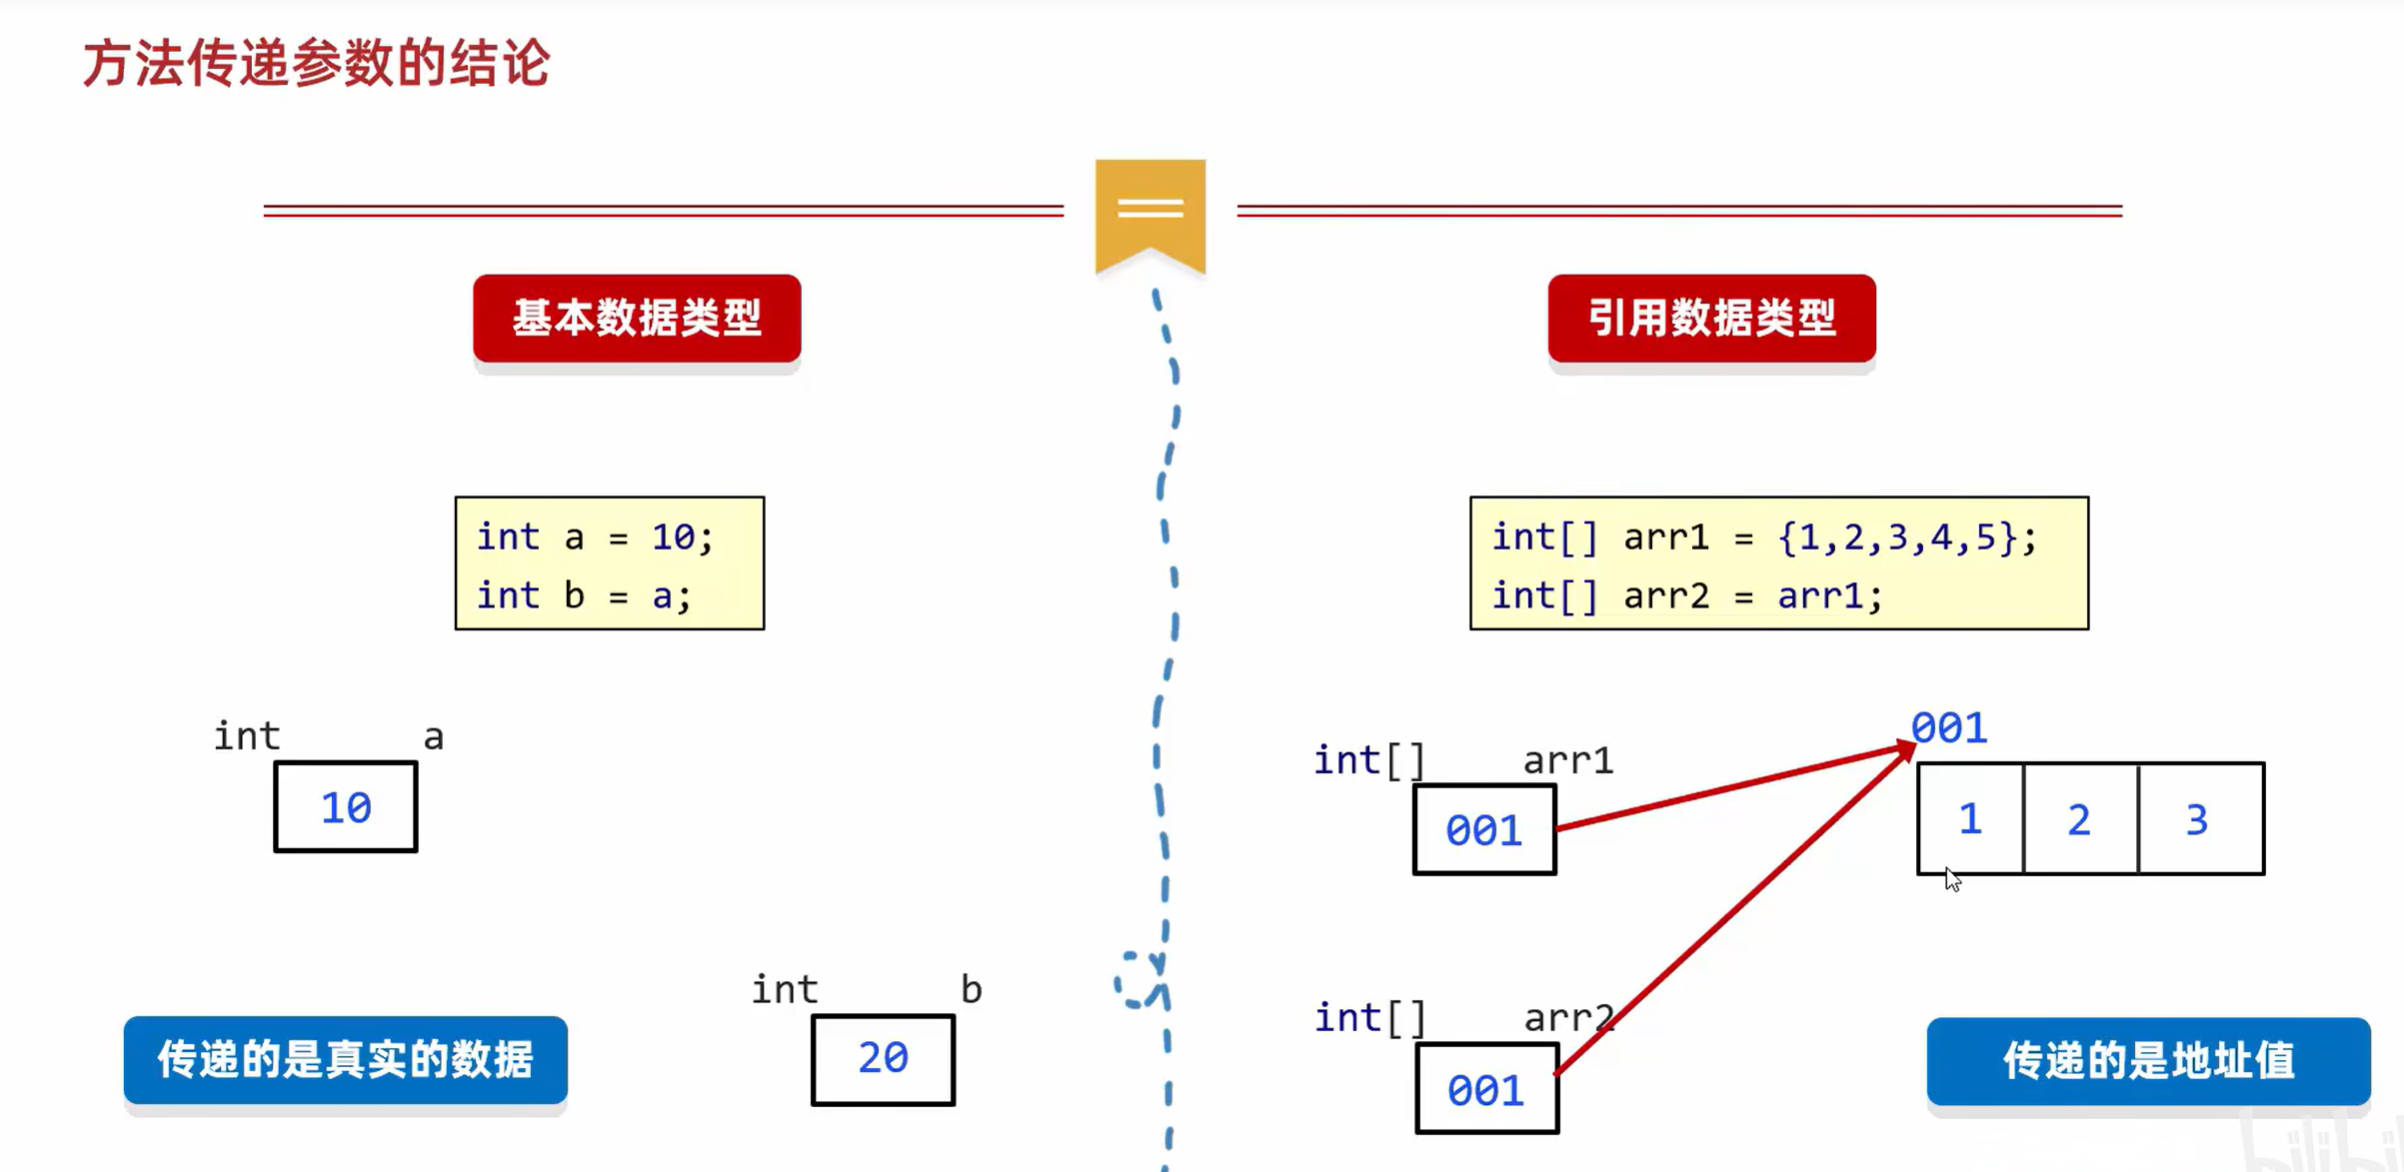 方法传递参数的结论
基本数据类型
int a = 10;
int b = a;
int a
10
int b
20
传递的是真实的数据
引用数据类型
int[] arr1 = {1,2,3,4,5};
int[] arr2 = arr1;
int[] arr1
001
001
1 2 3
int[] arr2
001
传递的是地址值